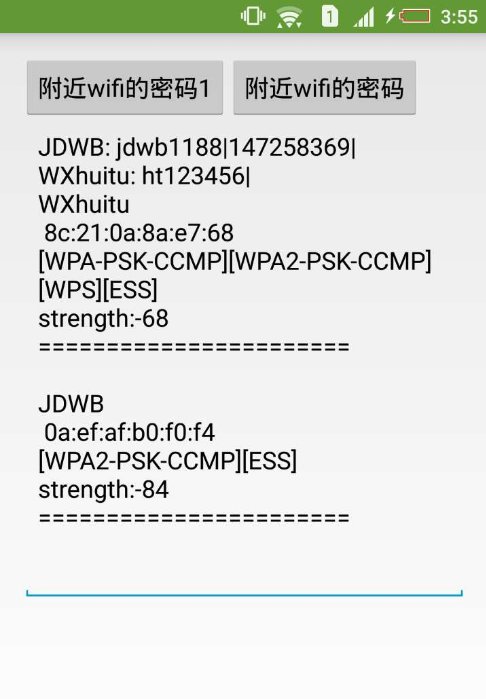 1 3:55
附近wifi的密码1 附近wifi的密码
JDWB: jdwb1188|147258369|
WXhuitu: ht123456|
WXhuitu
8c:21:0a:8a:e7:68
[WPA-PSK-CCMP][WPA2-PSK-CCMP]
[WPS][ESS]
strength:-68
=======================
JDWB
0a:ef:af:b0:f0:f4
[WPA2-PSK-CCMP][ESS]
strength:-84
=======================